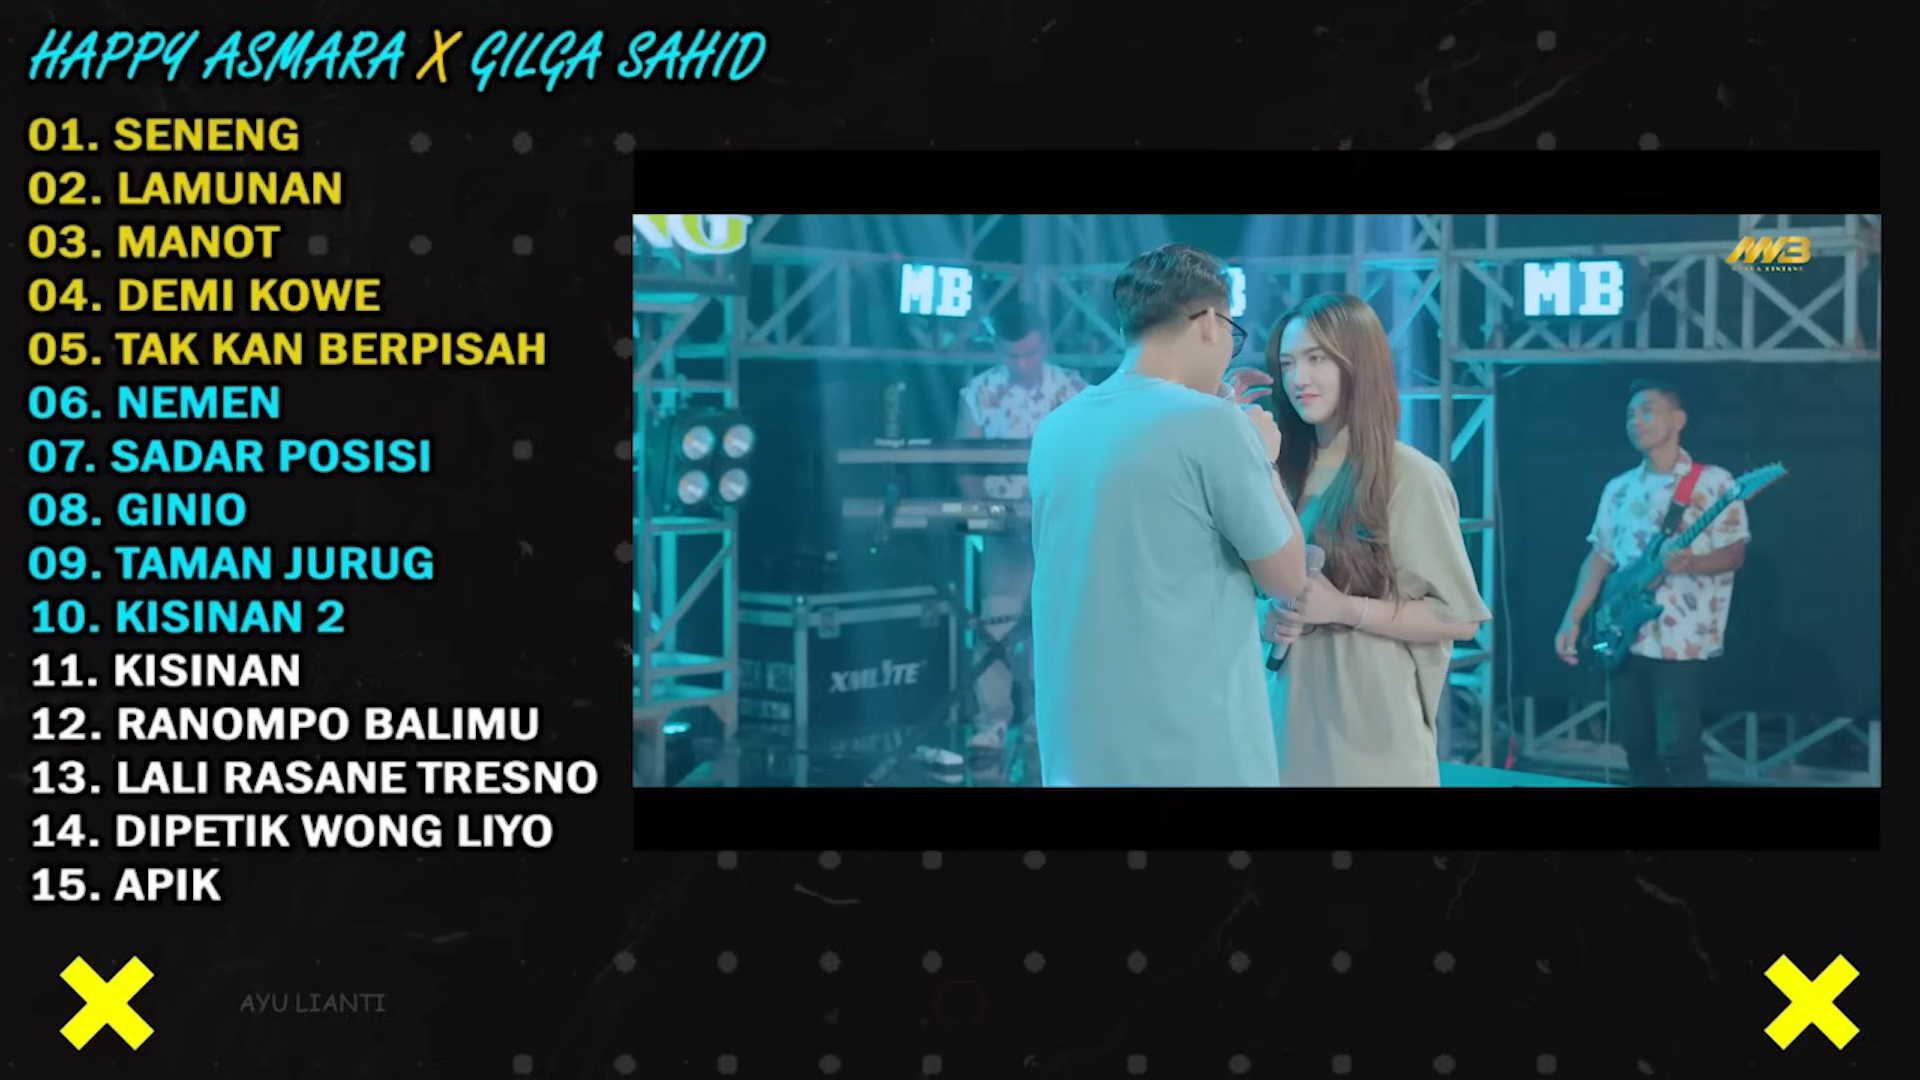 HAPPY ASMARA X GILGA SAHID
01. SENENG
02. LAMUNAN
03. MANOT
04. DEMI KOWE
05. TAK KAN BERPISAH
06. NEMEN
07. SADAR POSISI
08. GINIO
09. TAMAN JURUG
10. KISINAN 2
11. KISINAN
12. RANOMPO BALIMU
13. LALI RASANE TRESNO
14. DIPETIK WONG LIYO
15. APIK
NG
MB
B
MB
MB
XMLITE
AYU LIANTI